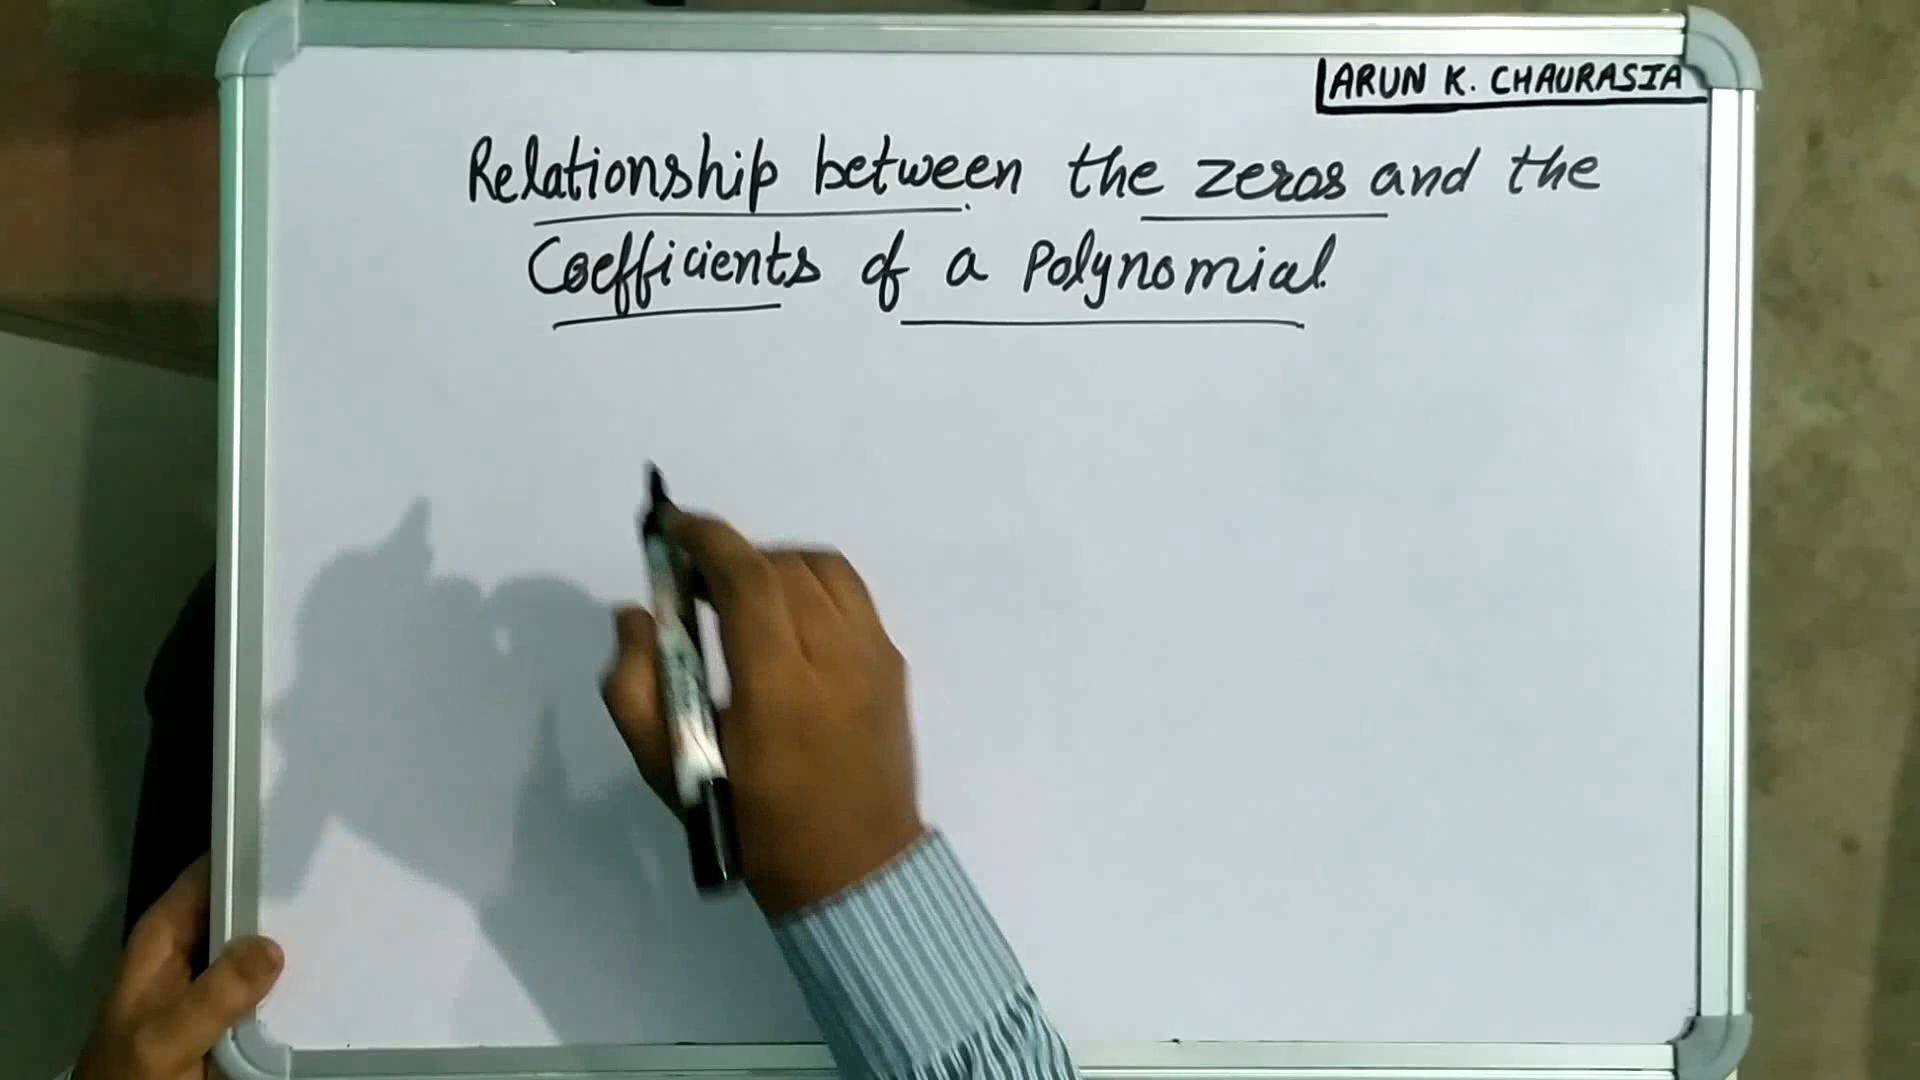 ARUN K. CHAURASIA
Relationship between the zeros and the
Coefficients of a Polynomial.